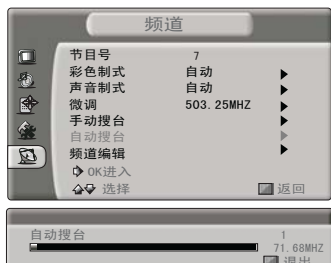 频道
节目号 7
彩色制式 自动
声音制式 自动
微调 503.25MHZ
手动搜台
自动搜台
频道编辑
OK进入
选择 返回
自动搜台 1
71.68MHZ
退出